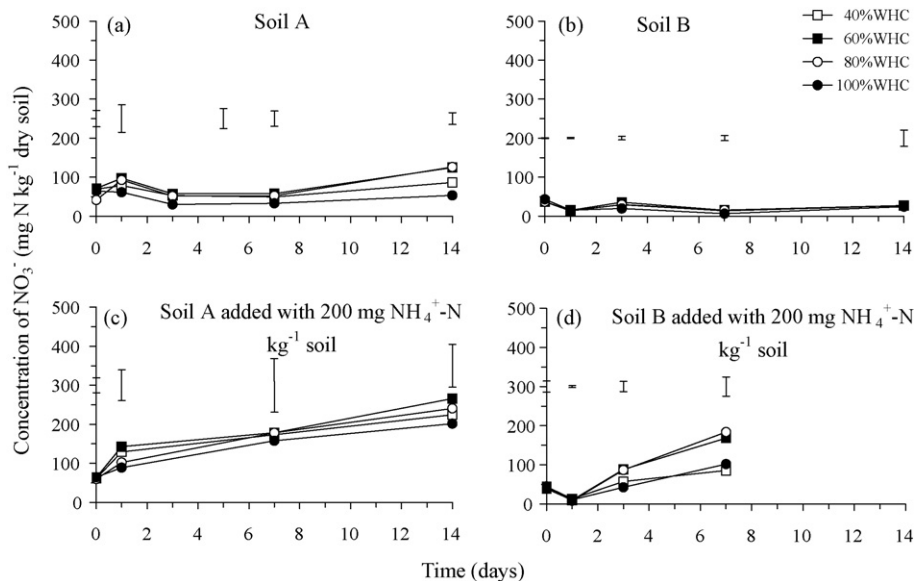 (a) Soil A
500
400
300
200
100
0
0 2 4 6 8 10 12 14
(b) Soil B
40%WHC
60%WHC
80%WHC
100%WHC
500
400
300
200
100
0
0 2 4 6 8 10 12 14
Concentration of NO₃⁻ (mg N kg⁻¹ dry soil)
(c) Soil A added with 200 mg NH₄⁺-N
kg⁻¹ soil
500
400
300
200
100
0
0 2 4 6 8 10 12 14
(d) Soil B added with 200 mg NH₄⁺-N
kg⁻¹ soil
500
400
300
200
100
0
0 2 4 6 8 10 12 14
Time (days)